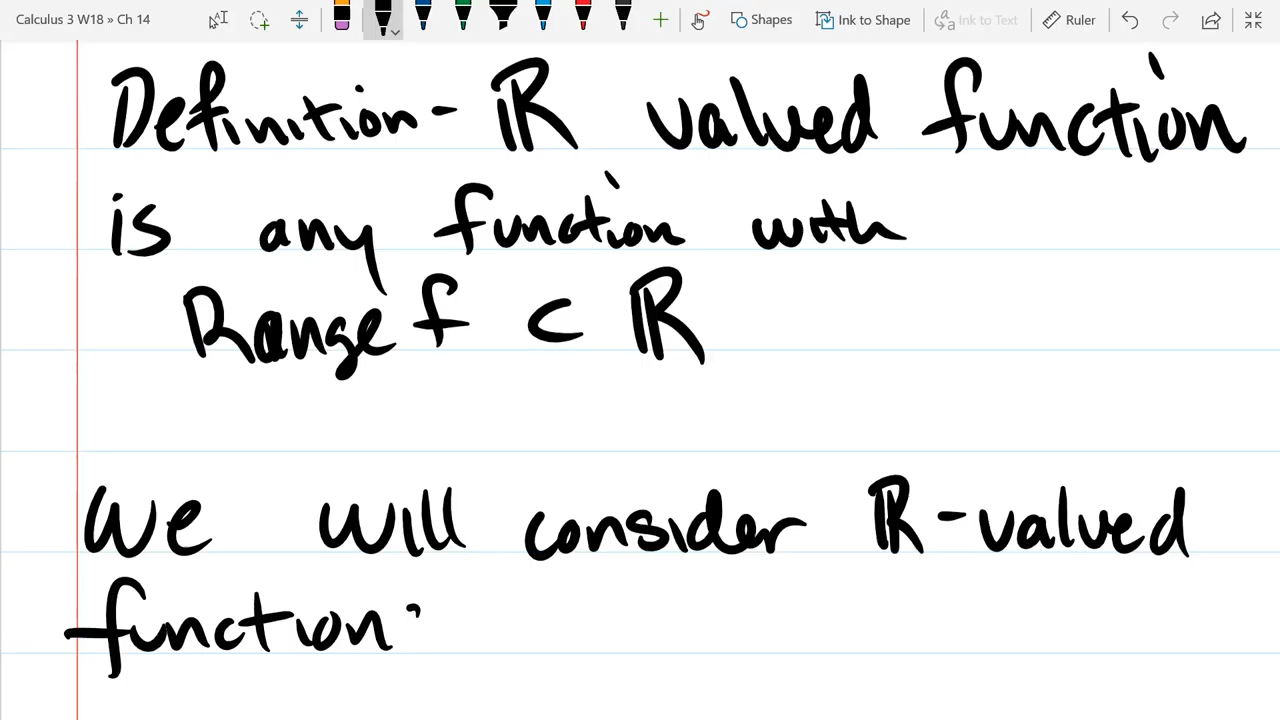 Calculus 3 W18 » Ch 14
Shapes
Ink to Shape
Ink to Text
Ruler
Definition - ℝ valued function
is any function with
Range f ⊂ ℝ
We will consider ℝ-valued
function